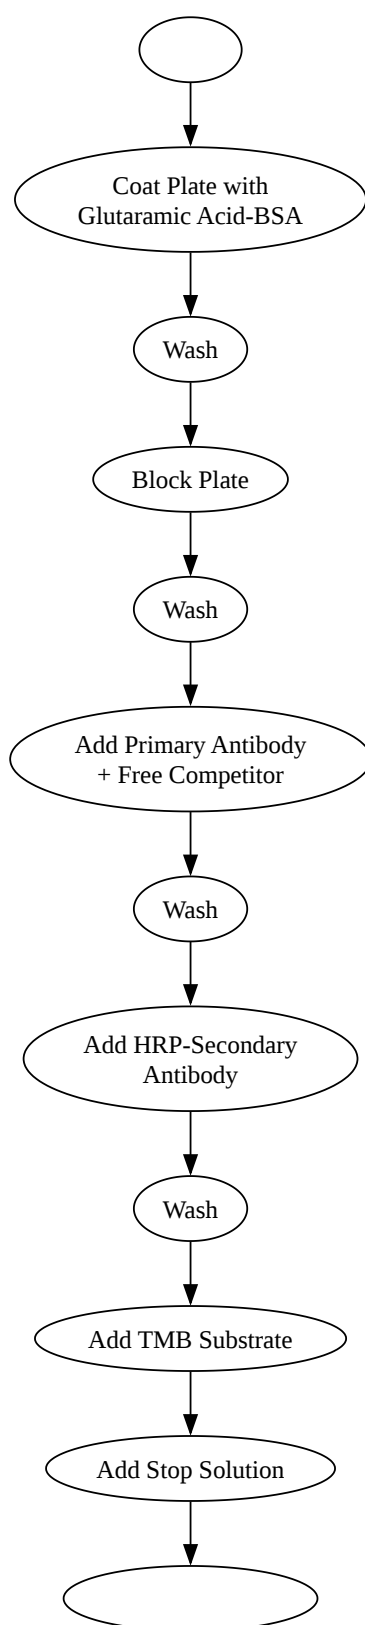 Coat Plate with
Glutaramic Acid-BSA
Wash
Block Plate
Wash
Add Primary Antibody
+ Free Competitor
Wash
Add HRP-Secondary
Antibody
Wash
Add TMB Substrate
Add Stop Solution